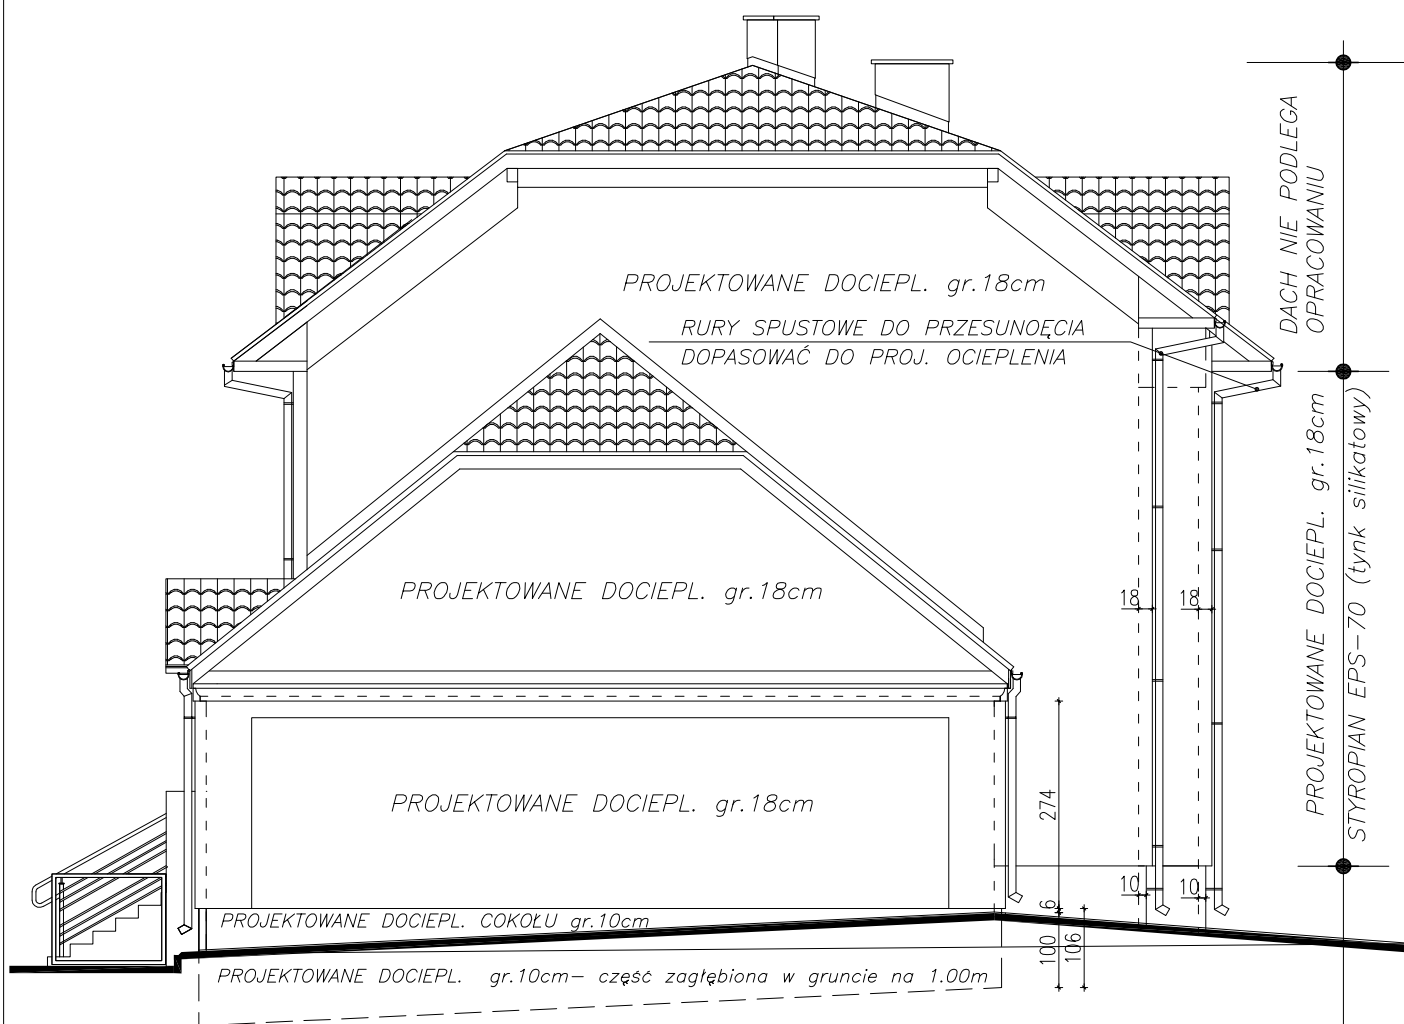 PROJEKTOWANE DOCIEPL. gr.18cm
RURY SPUSTOWE DO PRZESUNOĘCIA
DOPASOWAĆ DO PROJ. OCIEPLENIA
DACH NIE PODLEGA
OPRACOWANIU
PROJEKTOWANE DOCIEPL. gr.18cm
STYROPIAN EPS-70 (tynk silikatowy)
PROJEKTOWANE DOCIEPL. gr.18cm
18
18
PROJEKTOWANE DOCIEPL. gr.18cm
274
10
10
6
PROJEKTOWANE DOCIEPL. COKOŁU gr.10cm
100
106
PROJEKTOWANE DOCIEPL. gr.10cm- część zagłębiona w gruncie na 1.00m